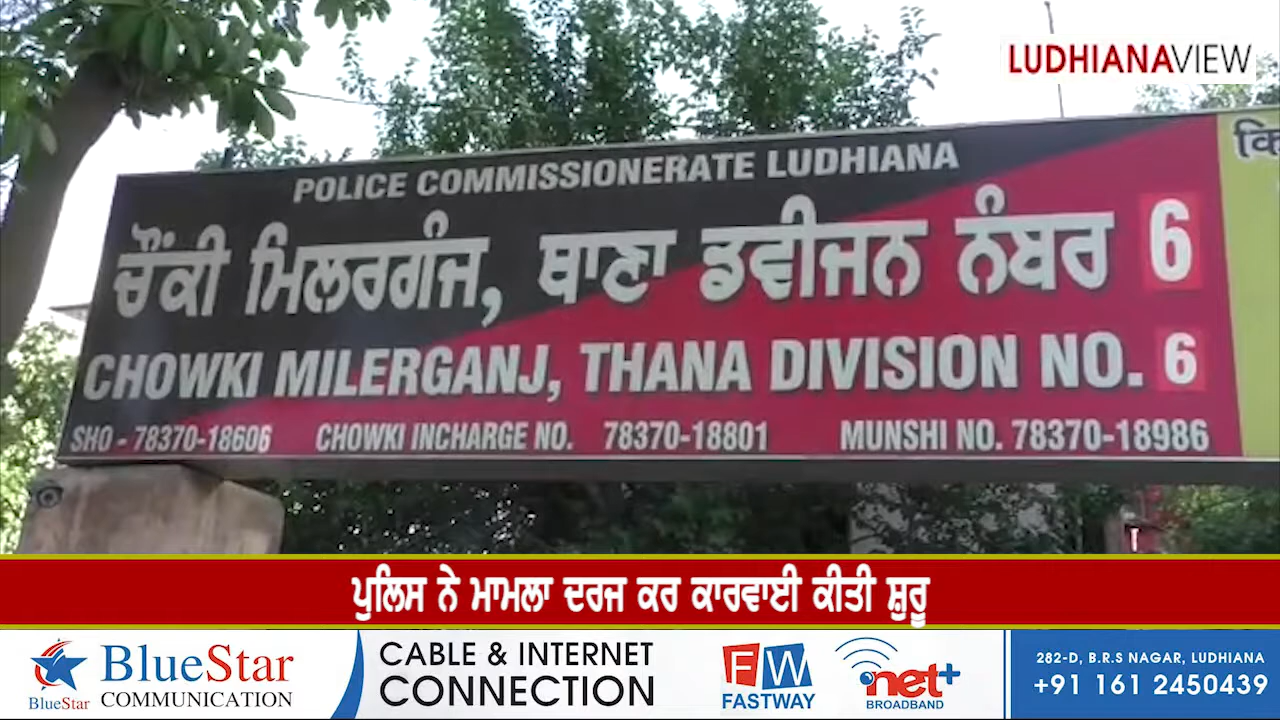 LUDHIANAVIEW
POLICE COMMISSIONERATE LUDHIANA
ਚੌਂਕੀ ਮਿਲਰਗੰਜ, ਥਾਣਾ ਡਵੀਜਨ ਨੰਬਰ 6
CHOWKI MILERGANJ, THANA DIVISION NO. 6
SHO - 78370-18606 CHOWKI INCHARGE NO. 78370-18801 MUNSHI NO. 78370-18986
ਪੁਲਿਸ ਨੇ ਮਾਮਲਾ ਦਰਜ ਕਰ ਕਾਰਵਾਈ ਕੀਤੀ ਸ਼ੁਰੂ
BlueStar
BlueStar
COMMUNICATION
CABLE & INTERNET
CONNECTION
FW
FASTWAY
net+
BROADBAND
282-D, B.R.S NAGAR, LUDHIANA
+91 161 2450439